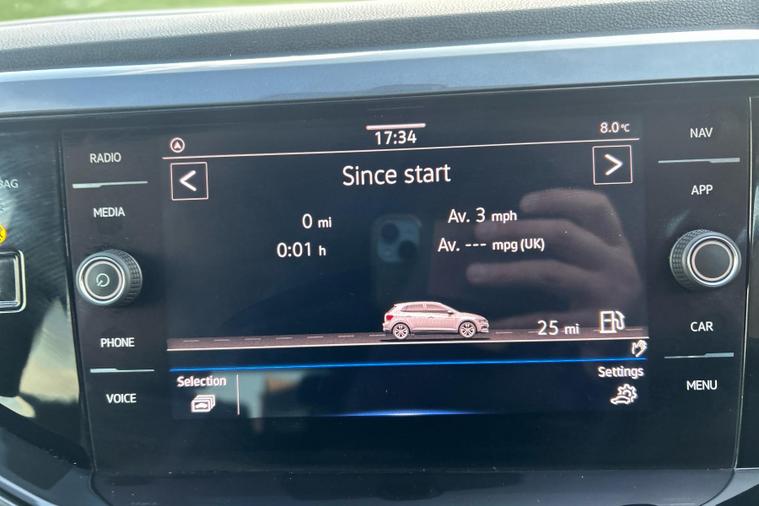 17:34
8.0°C
RADIO
NAV
Since start
BAG
MEDIA
APP
0 mi
Av. 3 mph
0:01 h
Av. --- mpg (UK)
25 mi
PHONE
CAR
Selection
Settings
VOICE
MENU